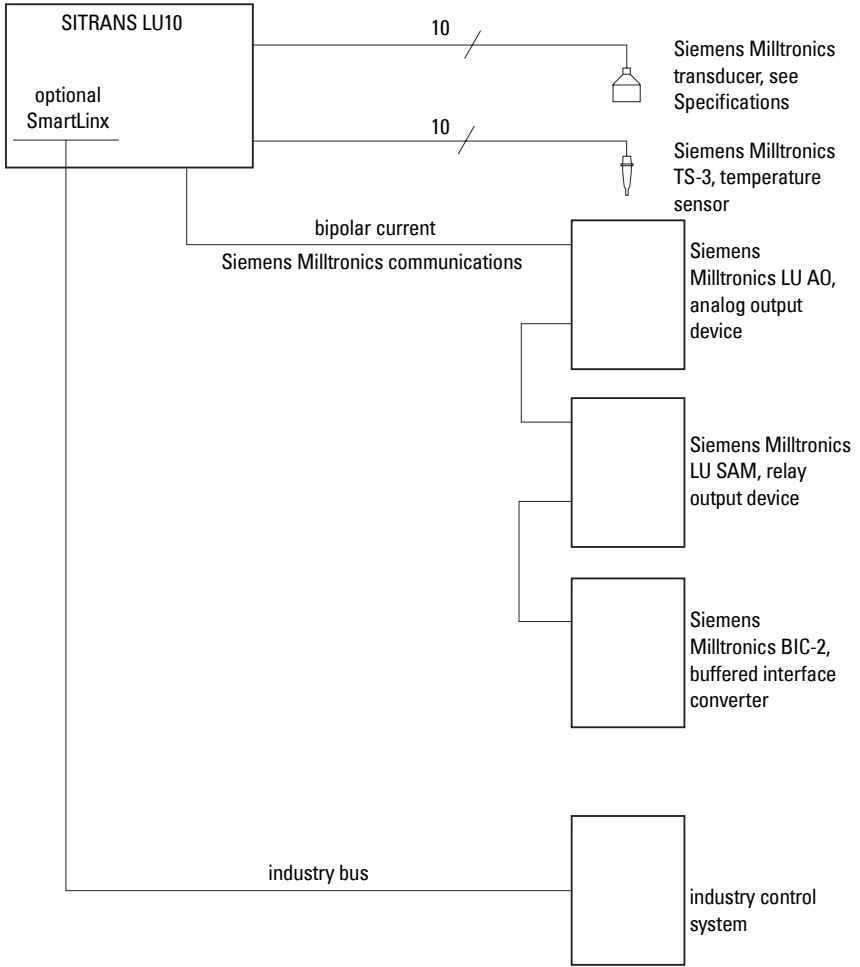 SITRANS LU10
optional
SmartLinx
10
Siemens Milltronics
transducer, see
Specifications
10
Siemens Milltronics
TS-3, temperature
sensor
bipolar current
Siemens Milltronics communications
Siemens
Milltronics LU AO,
analog output
device
Siemens Milltronics
LU SAM, relay
output device
Siemens
Milltronics BIC-2,
buffered interface
converter
industry bus
industry control
system